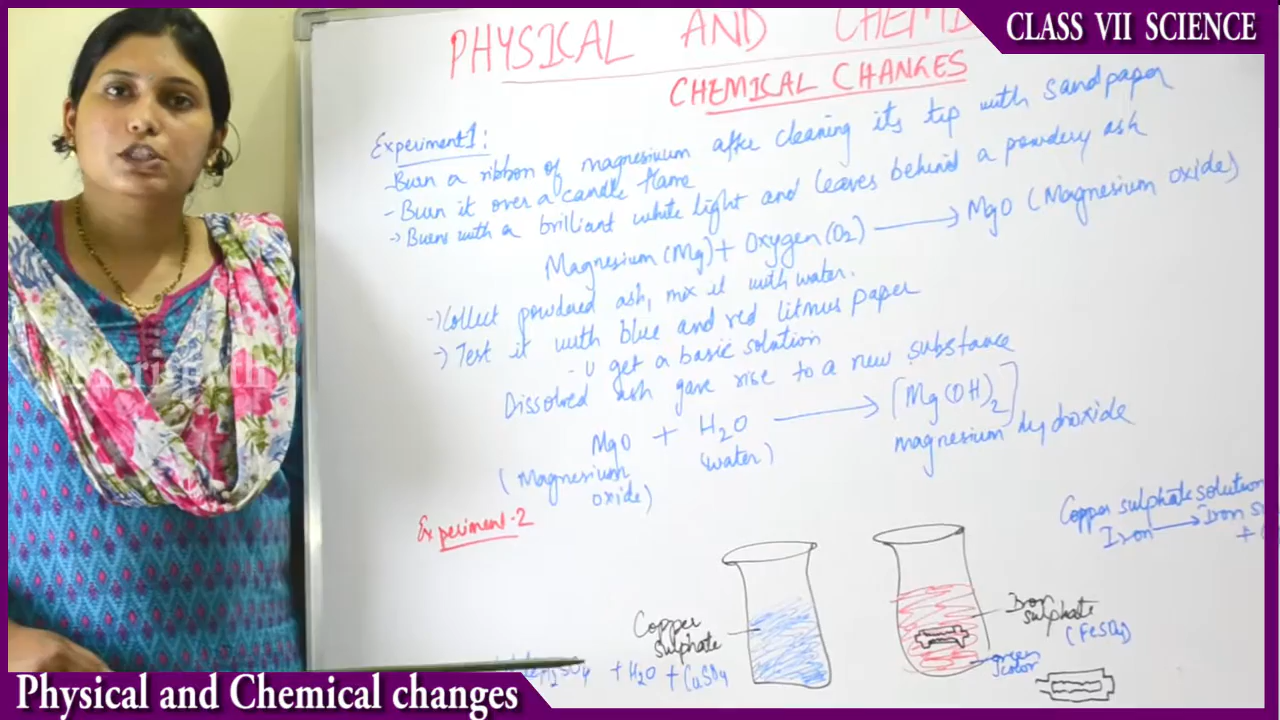 CLASS VII SCIENCE
PHYSICAL AND CHEMI
CHEMICAL CHANGES
Experiment 1:
- Burn a ribbon of magnesium after cleaning its tip with sandpaper
- Burn it over a candle flame
-> Burns with a brilliant white light and leaves behind a powdery ash
Magnesium (Mg) + Oxygen (O2) ⟶ MgO (Magnesium oxide)
-> Collect powdered ash, mix it with water.
-> Test it with blue and red litmus paper
- U get a basic solution
Dissolved ash gave rise to a new substance
MgO + H2O ⟶ [Mg(OH)2]
(Magnesium oxide) (water) magnesium hydroxide
Experiment-2
Copper sulphate solution
Iron ⟶ Iron
+
Copper
sulphate
Iron
sulphate
(FeSO4)
green
color
SO4 + H2O + CuSO4
Physical and Chemical changes